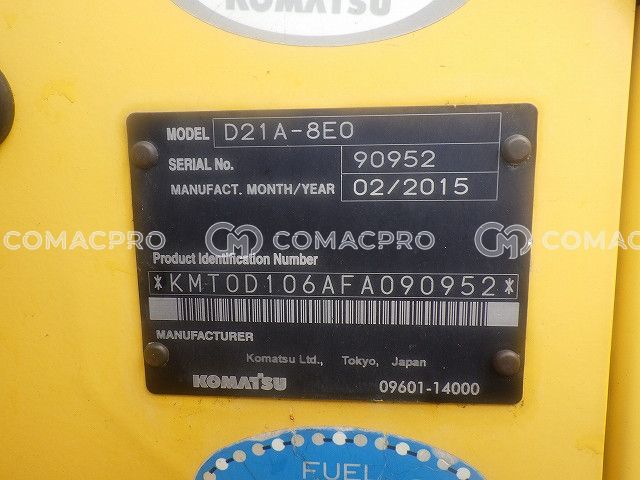 KOMATSU
MODEL D21A-8E0
SERIAL No. 90952
MANUFACT. MONTH/YEAR 02/2015
COMACPRO COMACPRO COMACPRO
Product Identification Number
*KMT0D106AFA090952*
MANUFACTURER
Komatsu Ltd., Tokyo, Japan
KOMATSU 09601-14000
FUEL